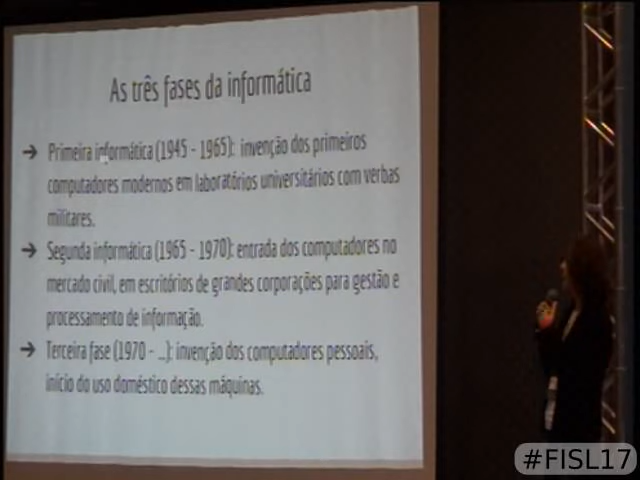 As três fases da informática
➔ Primeira informática (1945 - 1965): invenção dos primeiros
computadores modernos em laboratórios universitários com verbas
militares.
➔ Segunda informática (1965 - 1970): entrada dos computadores no
mercado civil, em escritórios de grandes corporações para gestão e
processamento de informação.
➔ Terceira fase (1970 - ...): invenção dos computadores pessoais,
início do uso doméstico dessas máquinas.
#FISL17